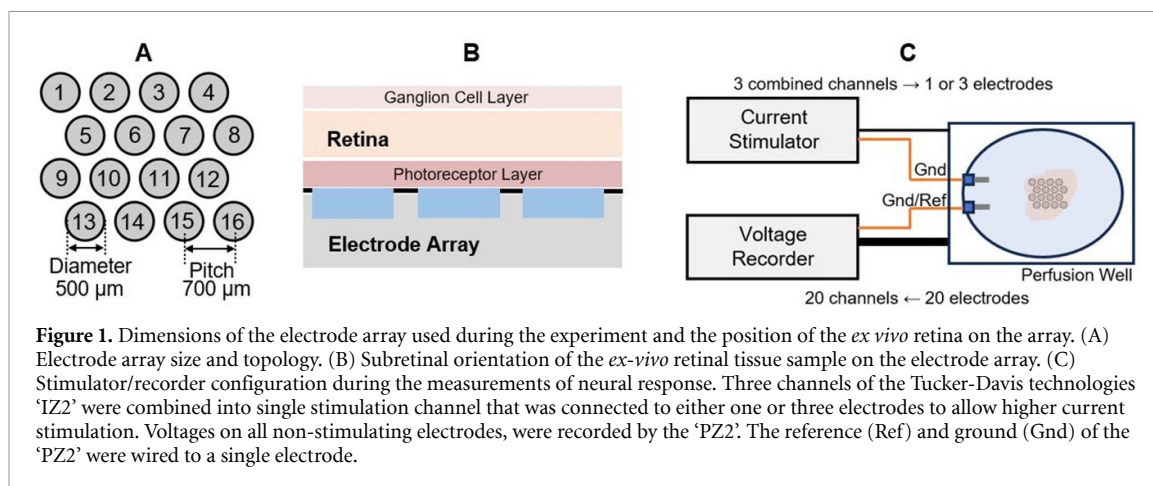 A
1 2 3 4
5 6 7 8
9 10 11 12
13 14 15 16
Diameter
500 µm
Pitch
700 µm
B
Ganglion Cell Layer
Retina
Photoreceptor Layer
Electrode Array
C
3 combined channels → 1 or 3 electrodes
Current
Stimulator
Gnd
Gnd/Ref
Voltage
Recorder
Perfusion Well
20 channels ← 20 electrodes
Figure 1. Dimensions of the electrode array used during the experiment and the position of the ex vivo retina on the array. (A)
Electrode array size and topology. (B) Subretinal orientation of the ex-vivo retinal tissue sample on the electrode array. (C)
Stimulator/recorder configuration during the measurements of neural response. Three channels of the Tucker-Davis technologies
‘IZ2’ were combined into single stimulation channel that was connected to either one or three electrodes to allow higher current
stimulation. Voltages on all non-stimulating electrodes, were recorded by the ‘PZ2’. The reference (Ref) and ground (Gnd) of the
‘PZ2’ were wired to a single electrode.